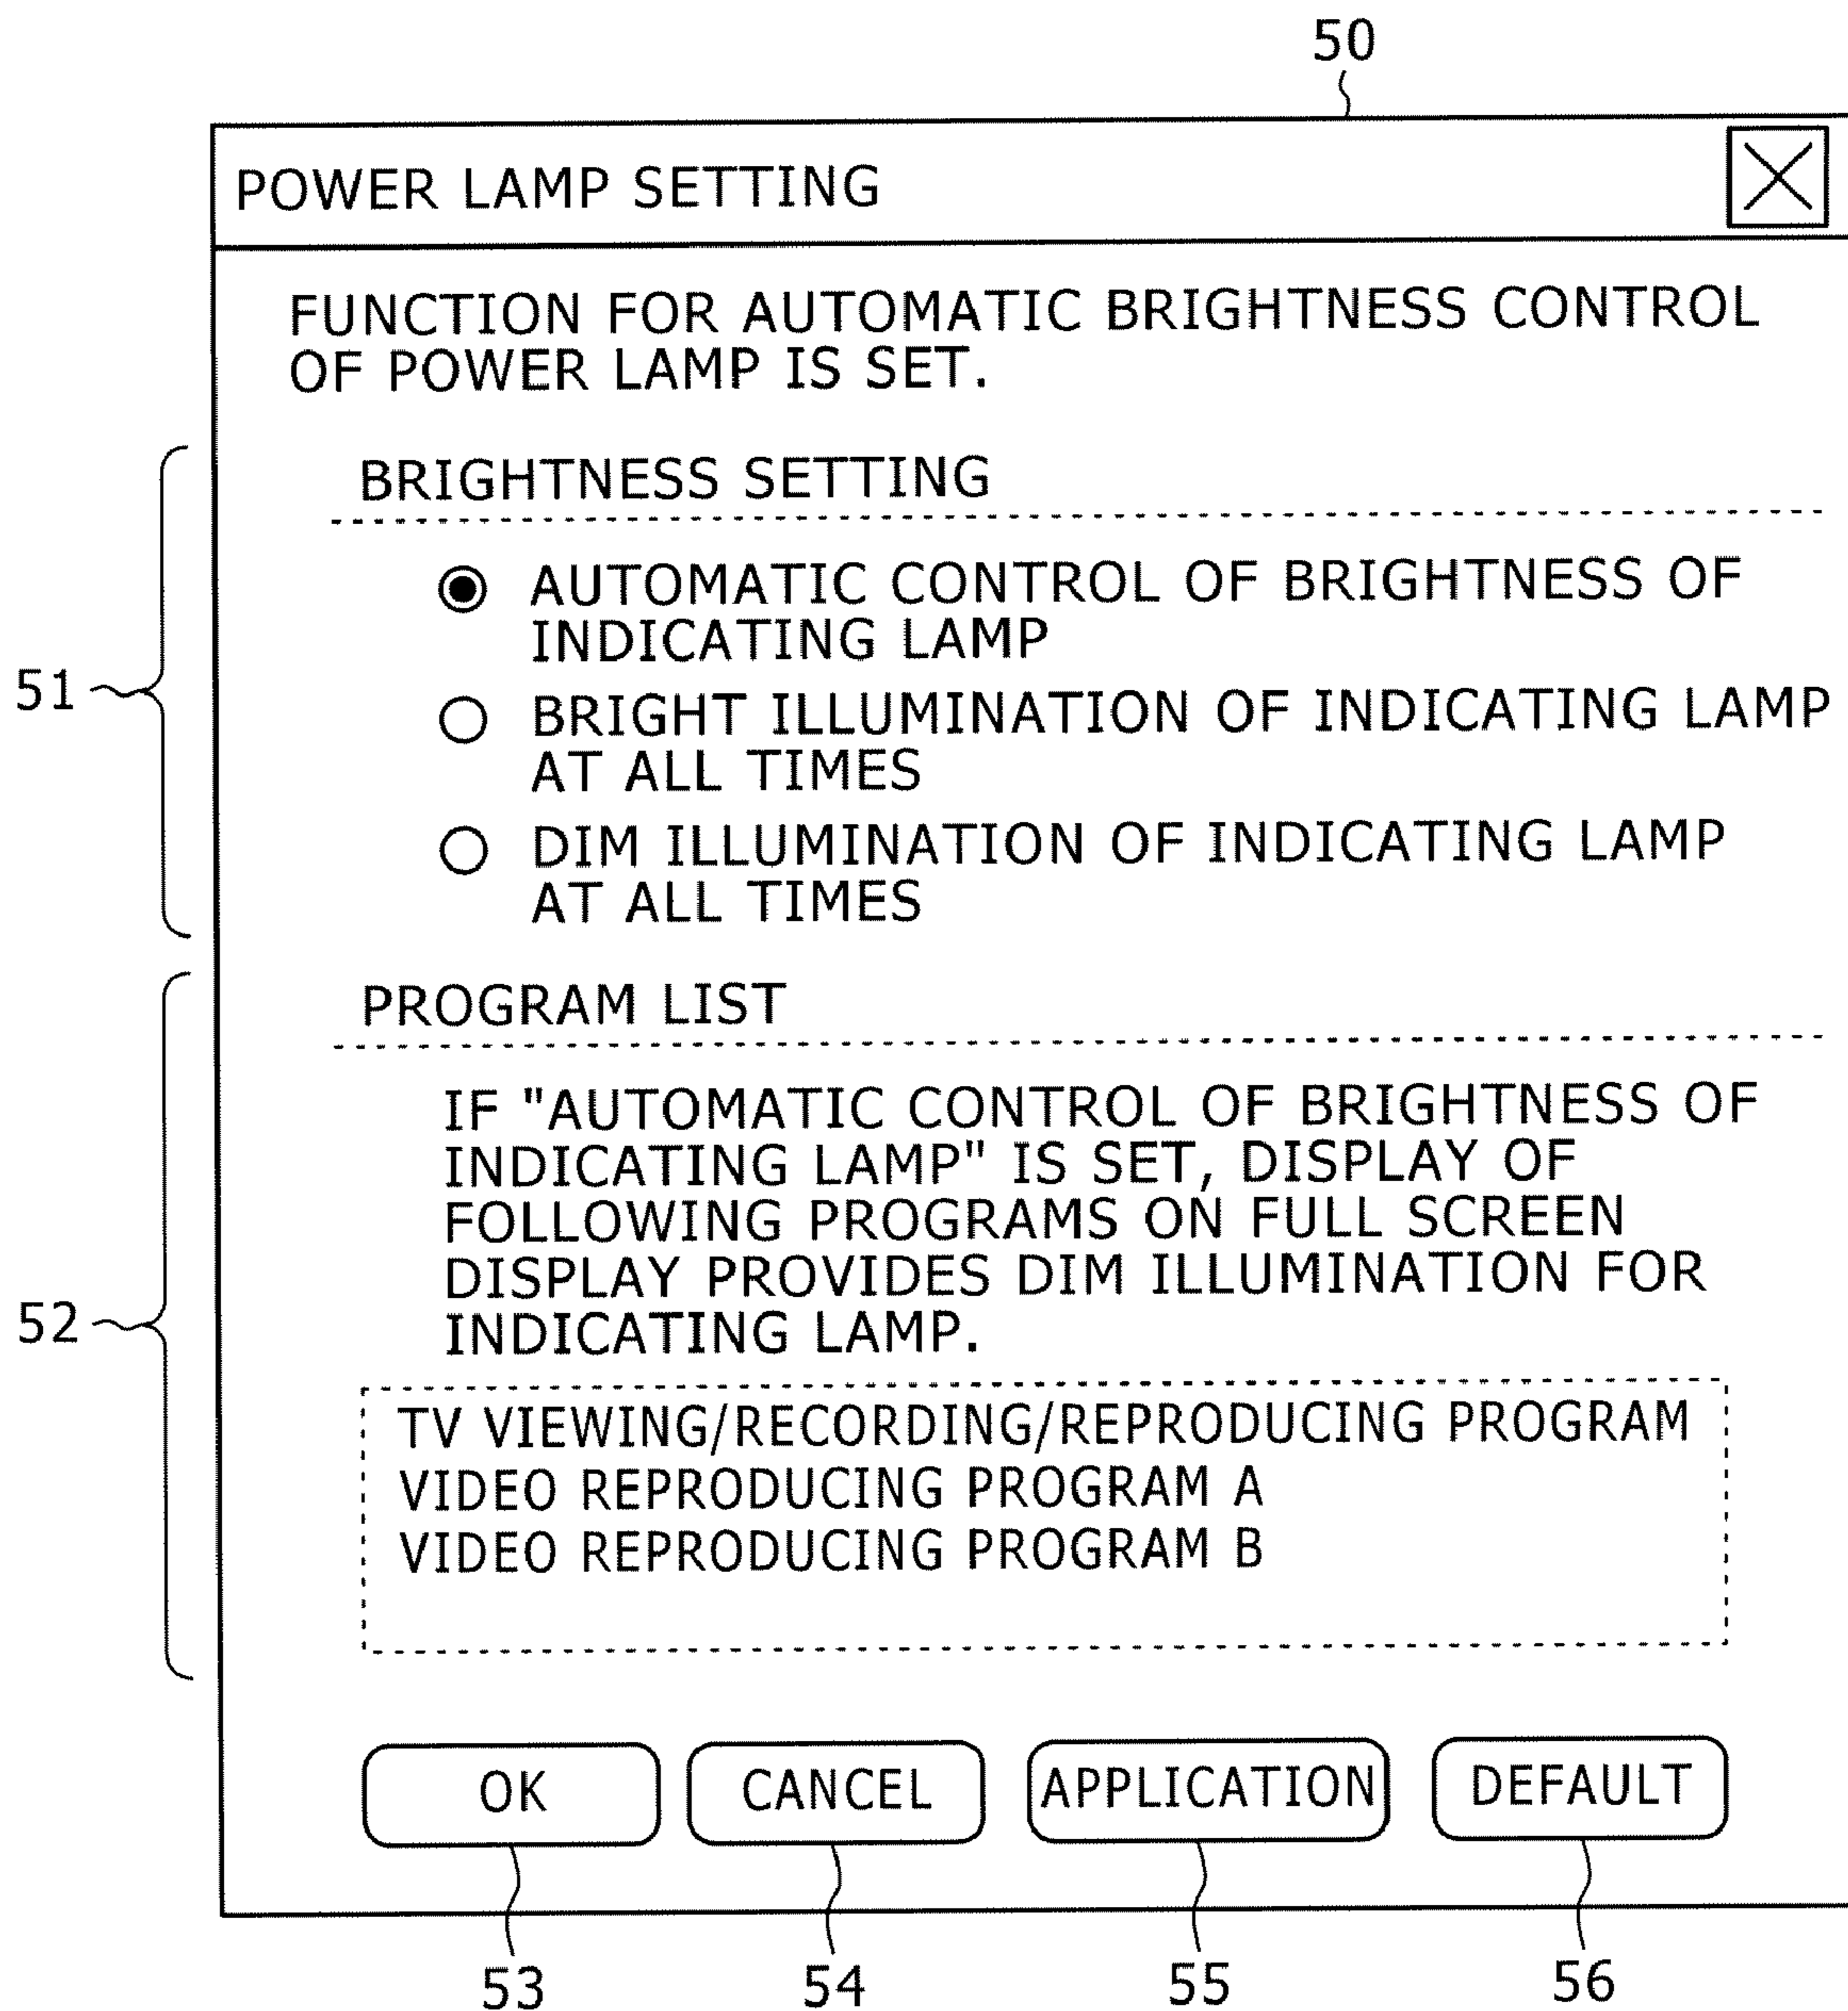 50
POWER LAMP SETTING
FUNCTION FOR AUTOMATIC BRIGHTNESS CONTROL
OF POWER LAMP IS SET.
BRIGHTNESS SETTING
AUTOMATIC CONTROL OF BRIGHTNESS OF
INDICATING LAMP
51
BRIGHT ILLUMINATION OF INDICATING LAMP
AT ALL TIMES
DIM ILLUMINATION OF INDICATING LAMP
AT ALL TIMES
PROGRAM LIST
IF "AUTOMATIC CONTROL OF BRIGHTNESS OF
INDICATING LAMP" IS SET, DISPLAY OF
FOLLOWING PROGRAMS ON FULL SCREEN
DISPLAY PROVIDES DIM ILLUMINATION FOR
INDICATING LAMP.
52
TV VIEWING/RECORDING/REPRODUCING PROGRAM
VIDEO REPRODUCING PROGRAM A
VIDEO REPRODUCING PROGRAM B
OK CANCEL APPLICATION DEFAULT
53 54 55 56